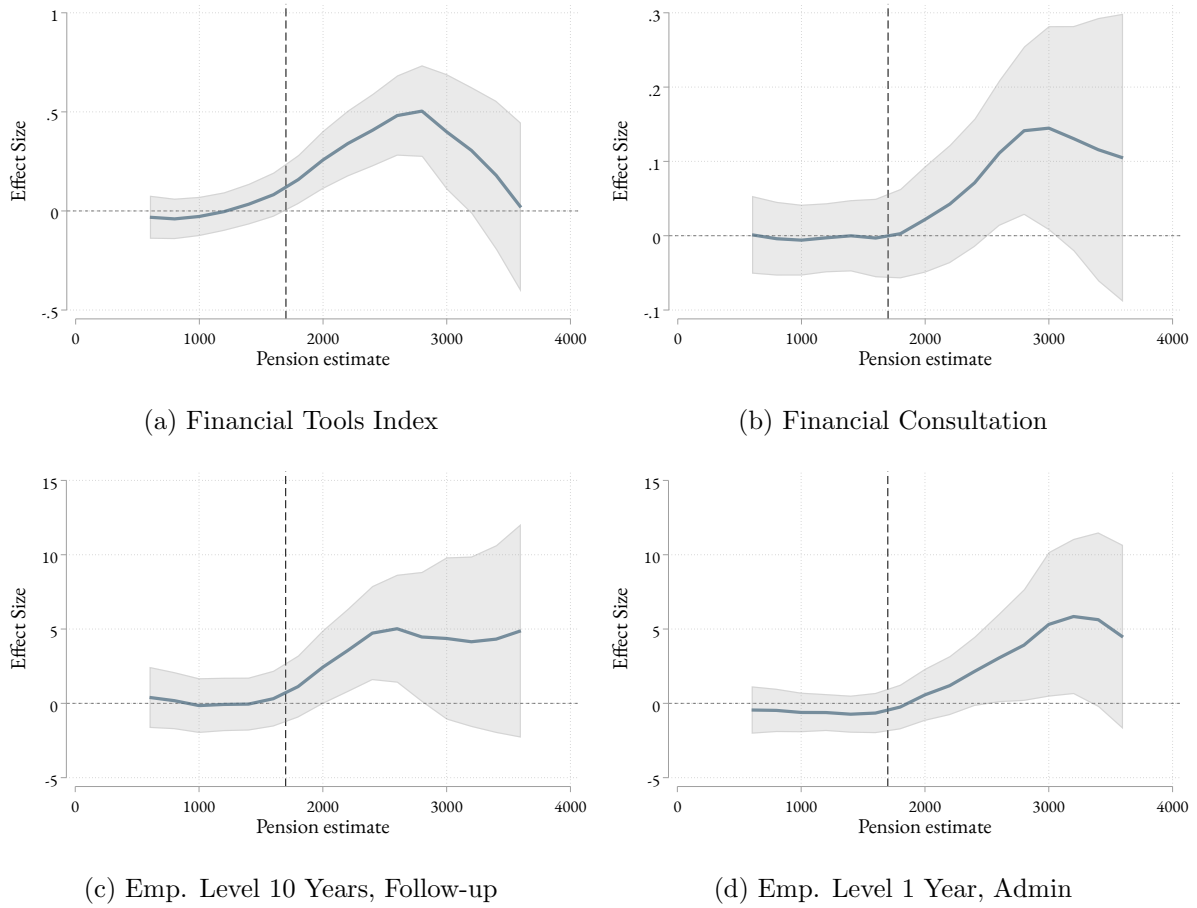 1
.5
0
-.5
Effect Size
0 1000 2000 3000 4000
Pension estimate
(a) Financial Tools Index
.3
.2
.1
0
-.1
Effect Size
0 1000 2000 3000 4000
Pension estimate
(b) Financial Consultation
15
10
5
0
-5
Effect Size
0 1000 2000 3000 4000
Pension estimate
(c) Emp. Level 10 Years, Follow-up
15
10
5
0
-5
Effect Size
0 1000 2000 3000 4000
Pension estimate
(d) Emp. Level 1 Year, Admin